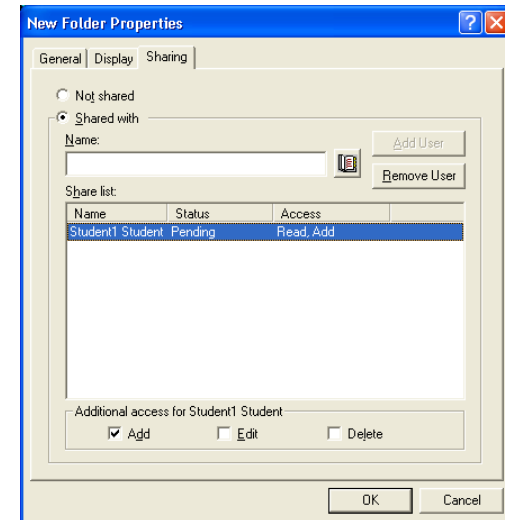 New Folder Properties
General Display Sharing
Not shared
Shared with
Name:
Add User
Remove User
Share list:
Name Status Access
Student1 Student Pending Read, Add
Additional access for Student1 Student
Add Edit Delete
OK Cancel